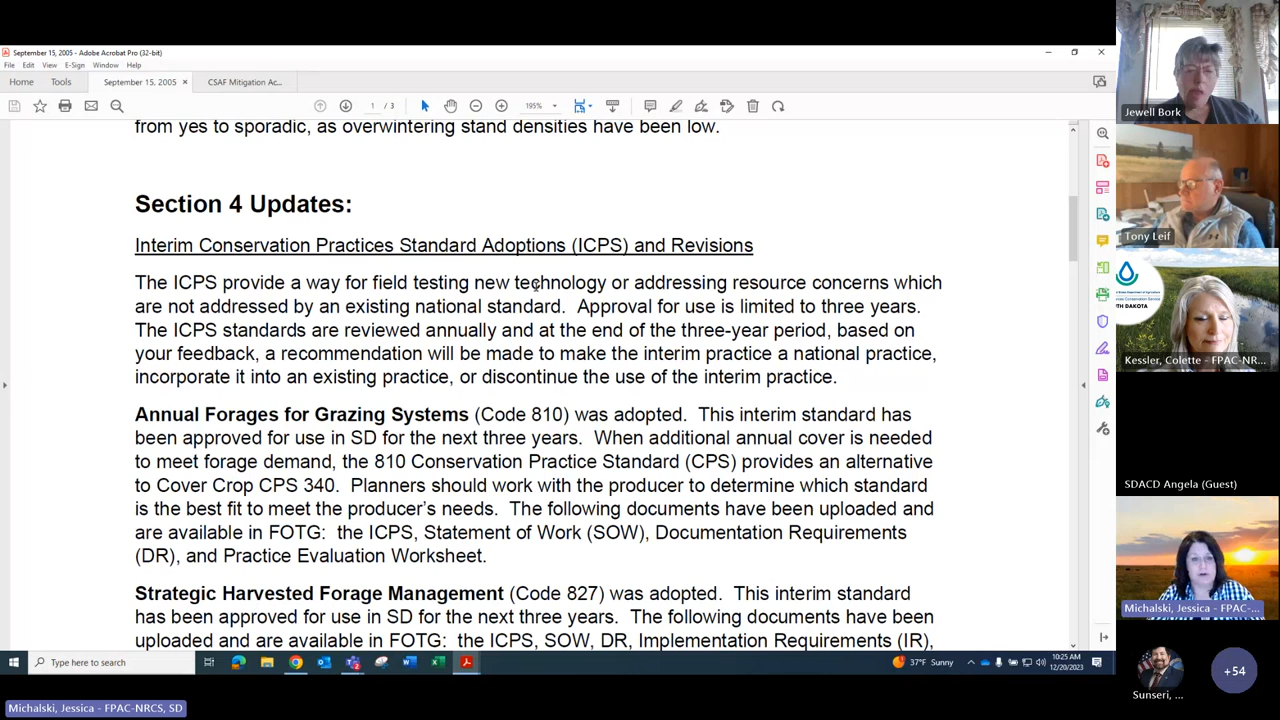 September 15, 2005 - Adobe Acrobat Pro (32-bit)
File Edit View E-Sign Window Help
Home Tools September 15, 2005 × CSAF Mitigation Ac...
1 / 3 195%
from yes to sporadic, as overwintering stand densities have been low.
Section 4 Updates:
Interim Conservation Practices Standard Adoptions (ICPS) and Revisions
The ICPS provide a way for field testing new technology or addressing resource concerns which
are not addressed by an existing national standard. Approval for use is limited to three years.
The ICPS standards are reviewed annually and at the end of the three-year period, based on
your feedback, a recommendation will be made to make the interim practice a national practice,
incorporate it into an existing practice, or discontinue the use of the interim practice.
Annual Forages for Grazing Systems (Code 810) was adopted. This interim standard has
been approved for use in SD for the next three years. When additional annual cover is needed
to meet forage demand, the 810 Conservation Practice Standard (CPS) provides an alternative
to Cover Crop CPS 340. Planners should work with the producer to determine which standard
is the best fit to meet the producer's needs. The following documents have been uploaded and
are available in FOTG: the ICPS, Statement of Work (SOW), Documentation Requirements
(DR), and Practice Evaluation Worksheet.
Strategic Harvested Forage Management (Code 827) was adopted. This interim standard
has been approved for use in SD for the next three years. The following documents have been
uploaded and are available in FOTG: the ICPS, SOW, DR, Implementation Requirements (IR),
Type here to search
37°F Sunny
10:25 AM
12/20/2023
Michalski, Jessica - FPAC-NRCS, SD
Jewell Bork
Tony Leif
Kessler, Colette - FPAC-NR...
SDACD Angela (Guest)
Michalski, Jessica - FPAC-...
Sunseri, ...
+54